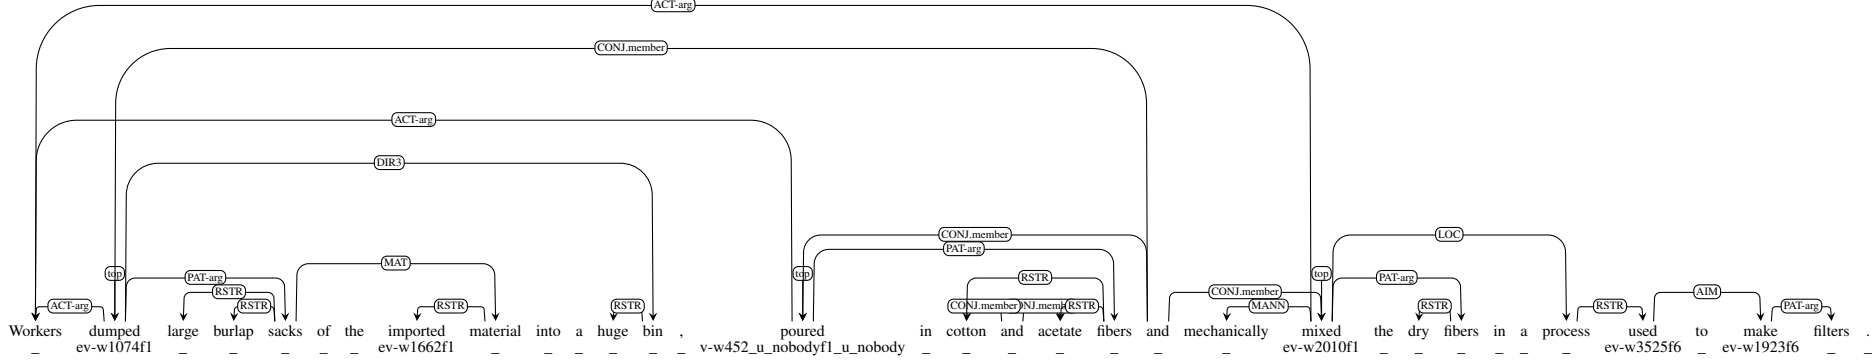 ACT-arg
CONJ.member
ACT-arg
DIR3
CONJ.member LOC
PAT-arg
MAT
top top top
PAT-arg RSTR PAT-arg
RSTR CONJ.member AIM
ACT-arg RSTR RSTR RSTR CONJ.member RSTR MANN RSTR RSTR PAT-arg
Workers dumped large burlap sacks of the imported material into a huge bin , poured in cotton and acetate fibers and mechanically mixed the dry fibers in a process used to make filters .
_ ev-w1074f1 _ _ _ _ _ ev-w1662f1 _ _ _ _ _ _ v-w452_u_nobodyf1_u_nobody _ _ _ _ _ _ _ ev-w2010f1 _ _ _ _ _ _ ev-w3525f6 _ ev-w1923f6 _ _